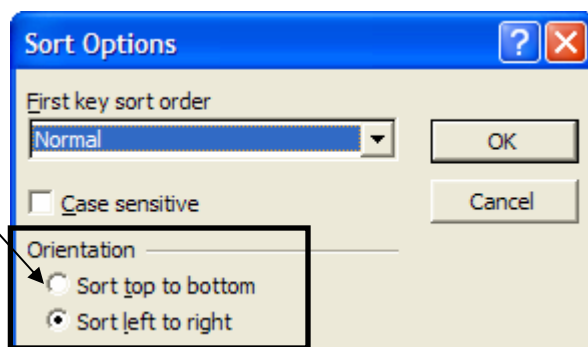 Sort Options
First key sort order
Normal
OK
Case sensitive
Cancel
Orientation
Sort top to bottom
Sort left to right